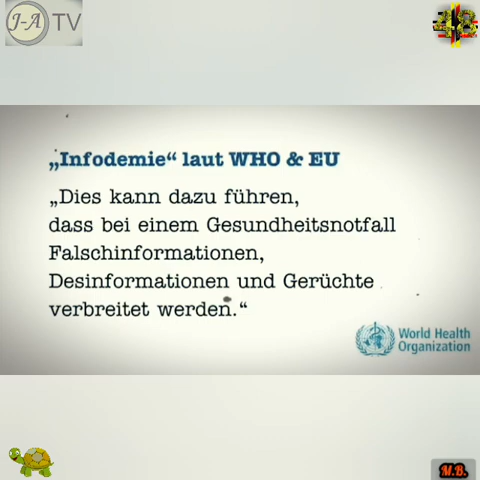 J-A TV
„Infodemie“ laut WHO & EU
„Dies kann dazu führen,
dass bei einem Gesundheitsnotfall
Falschinformationen,
Desinformationen und Gerüchte
verbreitet werden.“
World Health
Organization
M.B.